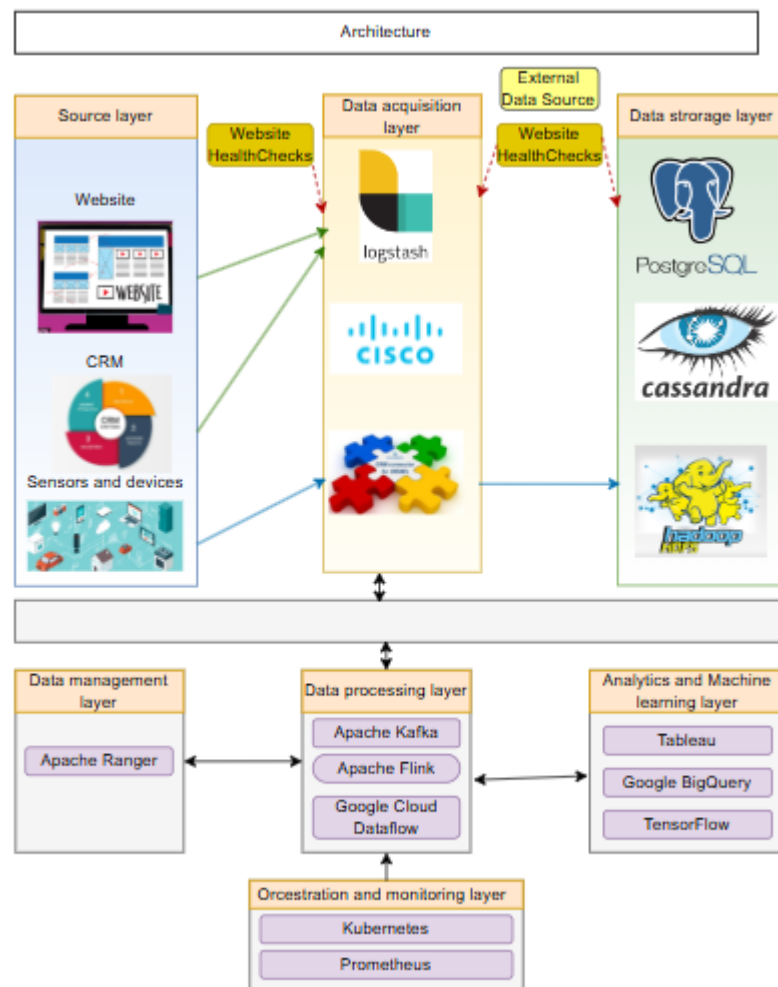 Architecture
Source layer
Website
HealthChecks
Data acquisition
layer
External
Data Source
Website
HealthChecks
Data strorage layer
Website
WEBSITE
CRM
CRM
Sensors and devices
logstash
CISCO
PostgreSQL
cassandra
hadoop
Data management
layer
Apache Ranger
Data processing layer
Apache Kafka
Apache Flink
Google Cloud
Dataflow
Analytics and Machine
learning layer
Tableau
Google BigQuery
TensorFlow
Orcestration and monitoring layer
Kubernetes
Prometheus